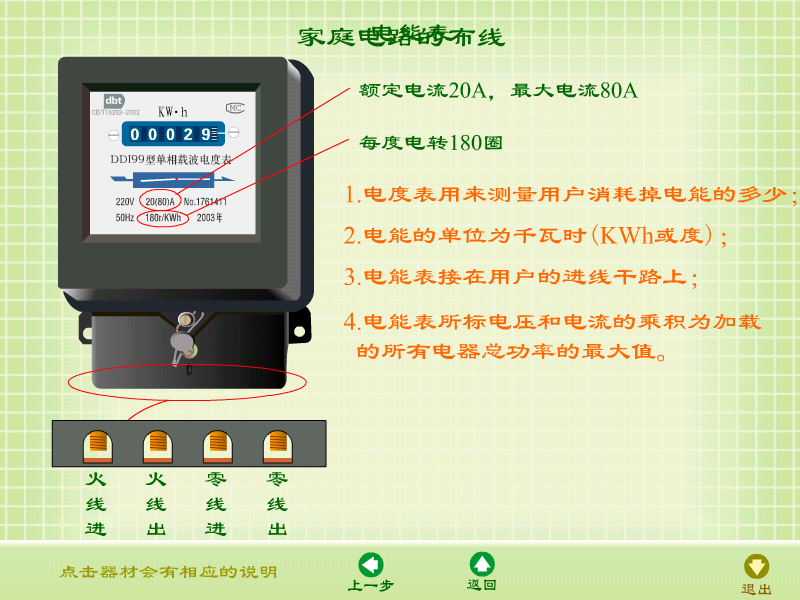 家庭电路的布线
电能表
额定电流20A，最大电流80A
每度电转180圈
dbt
MC
KW·h
00029
DDI99型单相载波电度表
220V 20(80)A No.1761411
50Hz 180r/KWh 2003年
1.电度表用来测量用户消耗掉电能的多少；
2.电能的单位为千瓦时(KWh或度)；
3.电能表接在用户的进线干路上；
4.电能表所标电压和电流的乘积为加载
的所有电器总功率的最大值。
火线进
火线出
零线进
零线出
点击器材会有相应的说明
上一步
返回
退出